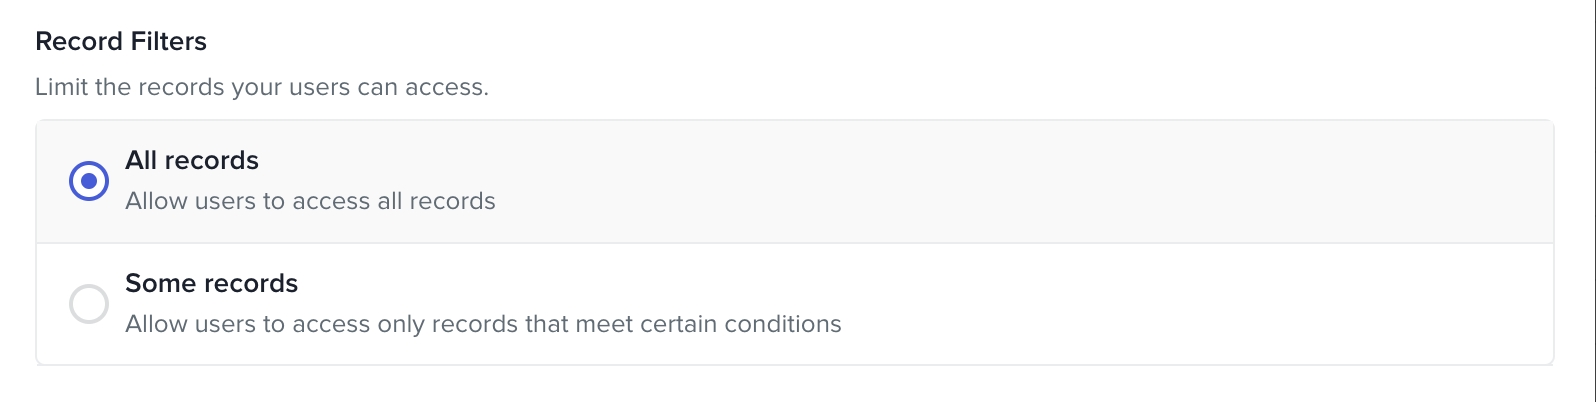 Record Filters
Limit the records your users can access.
All records
Allow users to access all records
Some records
Allow users to access only records that meet certain conditions